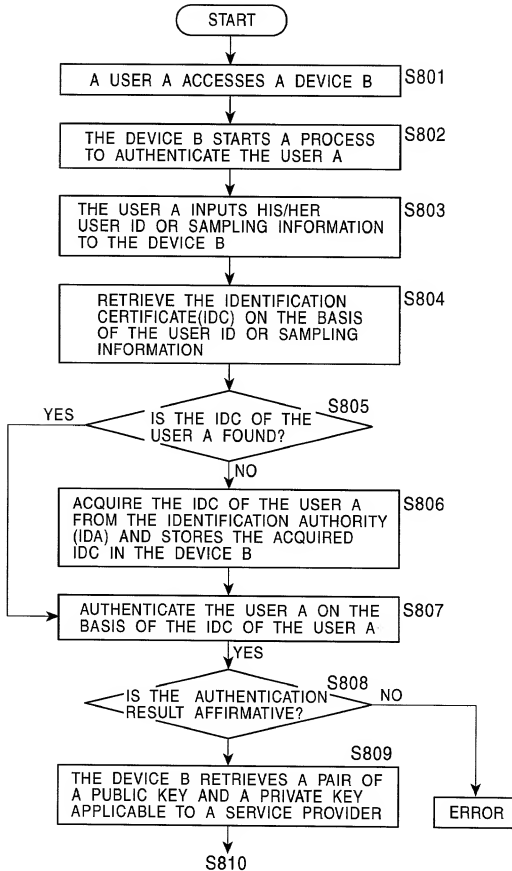 START
A USER A ACCESSES A DEVICE B
S801
THE DEVICE B STARTS A PROCESS
TO AUTHENTICATE THE USER A
S802
THE USER A INPUTS HIS/HER
USER ID OR SAMPLING INFORMATION
TO THE DEVICE B
S803
RETRIEVE THE IDENTIFICATION
CERTIFICATE(IDC) ON THE BASIS
OF THE USER ID OR SAMPLING
INFORMATION
S804
S805
YES
IS THE IDC OF THE
USER A FOUND?
NO
ACQUIRE THE IDC OF THE USER A
FROM THE IDENTIFICATION AUTHORITY
(IDA) AND STORES THE ACQUIRED
IDC IN THE DEVICE B
S806
AUTHENTICATE THE USER A ON THE
BASIS OF THE IDC OF THE USER A
S807
YES
S808
IS THE AUTHENTICATION
RESULT AFFIRMATIVE?
NO
S809
THE DEVICE B RETRIEVES A PAIR OF
A PUBLIC KEY AND A PRIVATE KEY
APPLICABLE TO A SERVICE PROVIDER
ERROR
S810